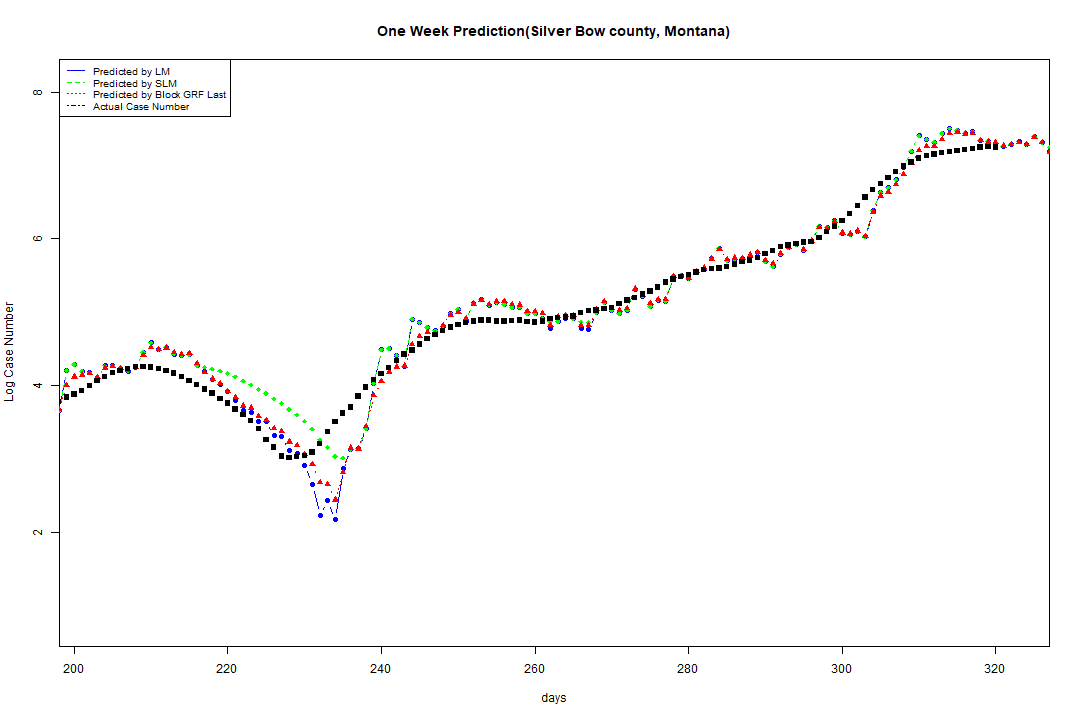 One Week Prediction(Silver Bow county, Montana)
Predicted by LM
Predicted by SLM
Predicted by Block GRF Last
Actual Case Number
8
6
4
2
Log Case Number
200 220 240 260 280 300 320
days